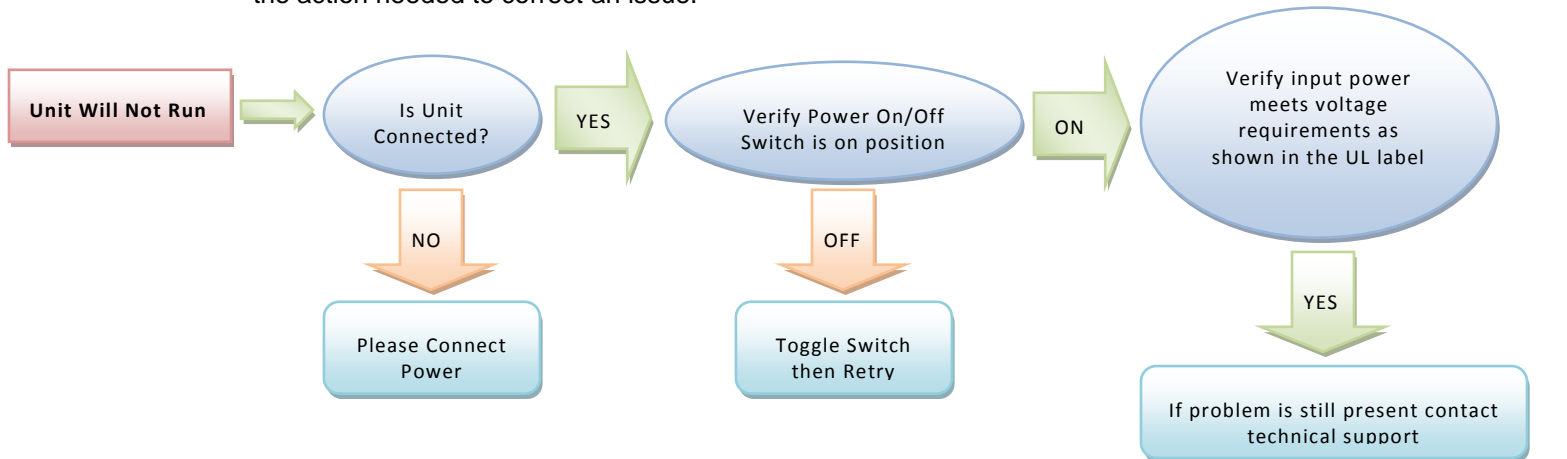 the action needed to correct an issue.
Unit Will Not Run
Is Unit
Connected?
YES
Verify Power On/Off
Switch is on position
ON
Verify input power
meets voltage
requirements as
shown in the UL label
NO
OFF
YES
Please Connect
Power
Toggle Switch
then Retry
If problem is still present contact
technical support